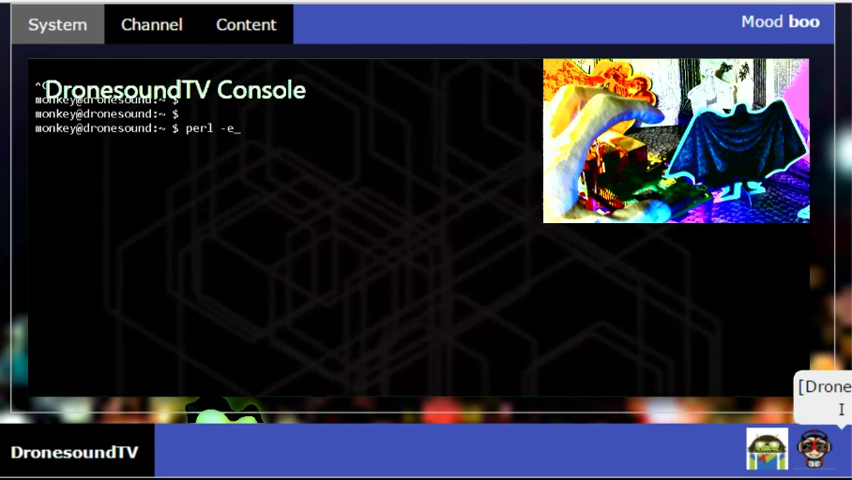 System Channel Content
Mood boo
^C
DronesoundTV Console
monkey@dronesound:~ $
monkey@dronesound:~ $
monkey@dronesound:~ $ perl -e_
[Drone
I
DronesoundTV